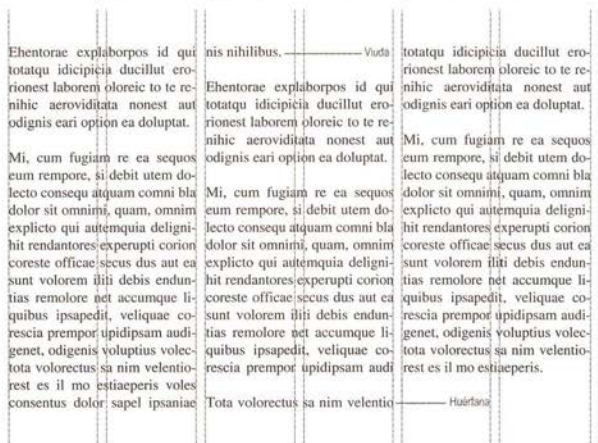 Ehentorae explaborpos id qui
totatqu idicipicia ducillut ero-
rionest laborem oloreic to te re-
nihic aeroviditata nonest aut
odignis eari option ea doluptat.
Mi, cum fugiam re ea sequos
eum rempore, si debit utem do-
lecto consequ atquam comni bla
dolor sit omnimi, quam, omnim
explicto qui autemquia deligni-
hit rendantores experupti corion
coreste officae secus dus aut ea
sunt volorem iliti debis endun-
tias remolore net accumque li-
quibus ipsapedit, veliquae co-
rescia prempor upidipsam audi-
genet, odigenis voluptius volec-
tota volorectus sa nim velentio-
rest es il mo estiaeperis voles
consentus dolor sapel ipsaniae
nis nihilibus. Viuda
Ehentorae explaborpos id qui
totatqu idicipicia ducillut ero-
rionest laborem oloreic to te re-
nihic aeroviditata nonest aut
odignis eari option ea doluptat.
Mi, cum fugiam re ea sequos
eum rempore, si debit utem do-
lecto consequ atquam comni bla
dolor sit omnimi, quam, omnim
explicto qui autemquia deligni-
hit rendantores experupti corion
coreste officae secus dus aut ea
sunt volorem iliti debis endun-
tias remolore net accumque li-
quibus ipsapedit, veliquae co-
rescia prempor upidipsam audi
Tota volorectus sa nim velentio Huérfana
totatqu idicipicia ducillut ero-
rionest laborem oloreic to te re-
nihic aeroviditata nonest aut
odignis eari option ea doluptat.
Mi, cum fugiam re ea sequos
eum rempore, si debit utem do-
lecto consequ atquam comni bla
dolor sit omnimi, quam, omnim
explicto qui autemquia deligni-
hit rendantores experupti corion
coreste officae secus dus aut ea
sunt volorem iliti debis endun-
tias remolore net accumque li-
quibus ipsapedit, veliquae co-
rescia prempor upidipsam audi-
genet, odigenis voluptius volec-
tota volorectus sa nim velentio-
rest es il mo estiaeperis.